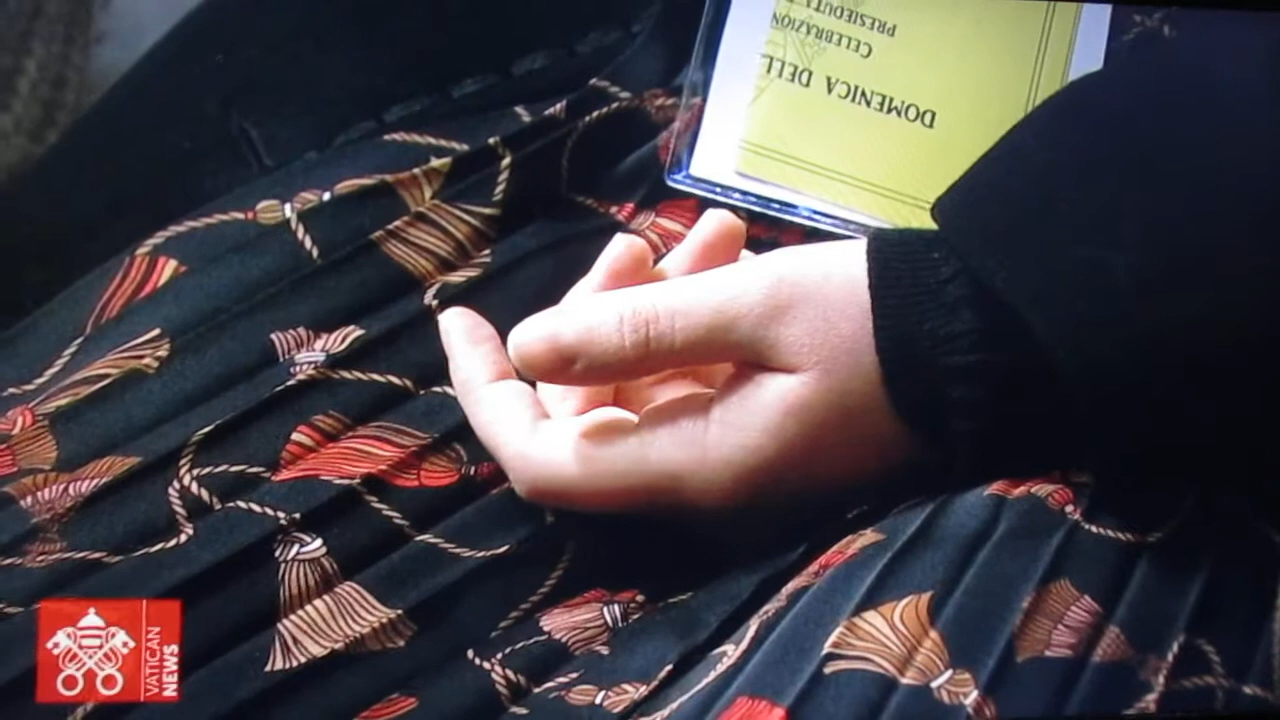 DOMENICA DELL
CELEBRAZION
PRESIEDUTA
VATICAN
NEWS